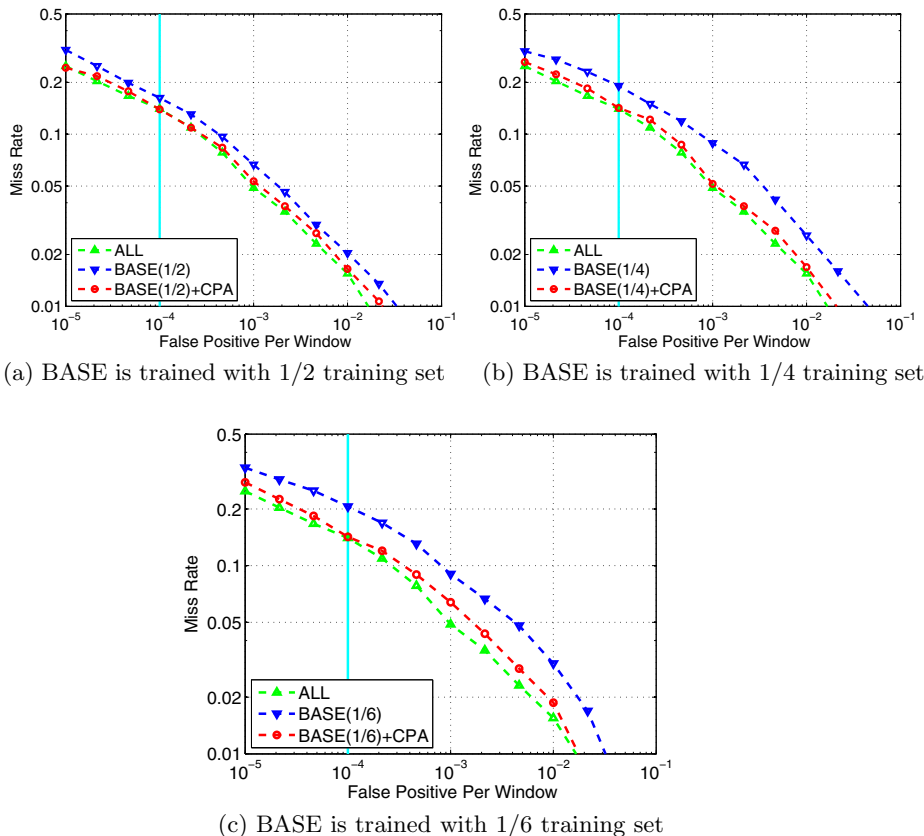 0.5
0.2
0.1
0.05
0.02
0.01
Miss Rate
ALL
BASE(1/2)
BASE(1/2)+CPA
10^-5 10^-4 10^-3 10^-2 10^-1
False Positive Per Window
(a) BASE is trained with 1/2 training set
0.5
0.2
0.1
0.05
0.02
0.01
Miss Rate
ALL
BASE(1/4)
BASE(1/4)+CPA
10^-5 10^-4 10^-3 10^-2 10^-1
False Positive Per Window
(b) BASE is trained with 1/4 training set
0.5
0.2
0.1
0.05
0.02
0.01
Miss Rate
ALL
BASE(1/6)
BASE(1/6)+CPA
10^-5 10^-4 10^-3 10^-2 10^-1
False Positive Per Window
(c) BASE is trained with 1/6 training set